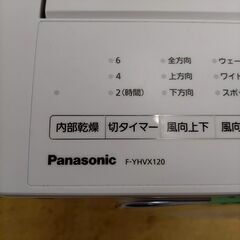 6 全方向 ウェー
4 上方向 ワイド
2(時間) 下方向 スポ
内部乾燥 切タイマー 風向上下 風向
Panasonic F-YHVX120